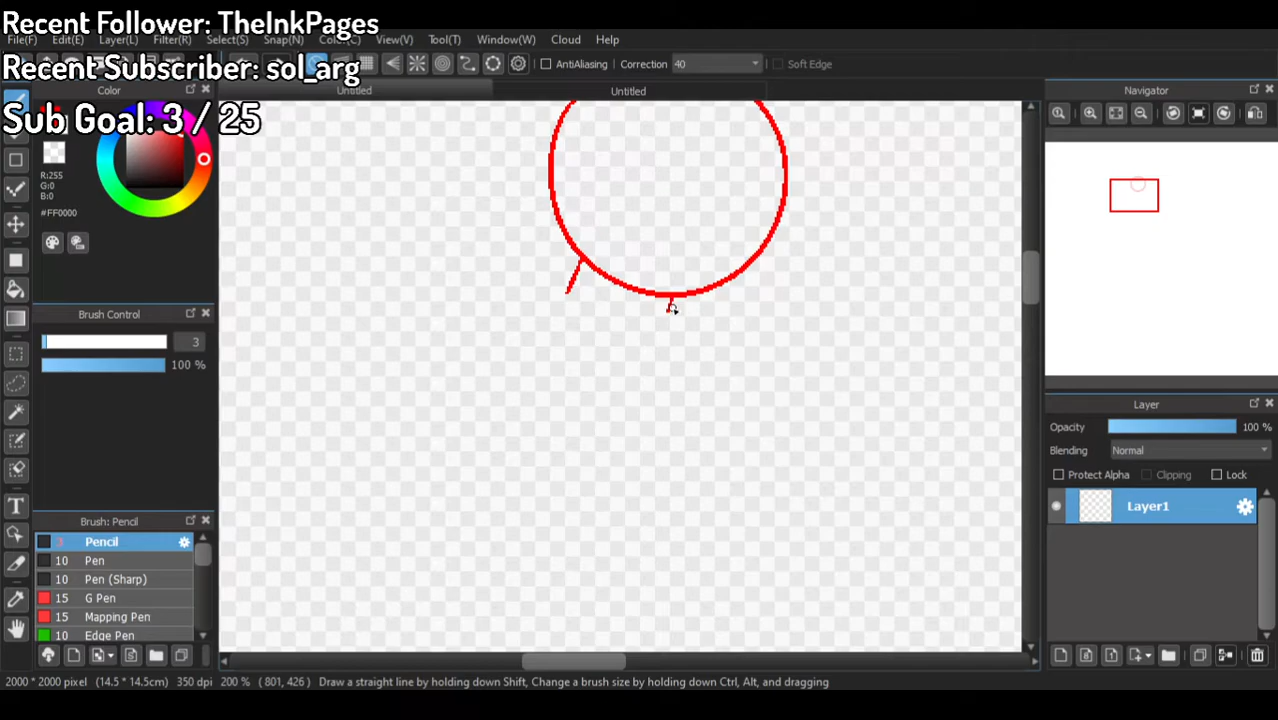 Recent Follower: TheInkPages
File(F) Edit(E) Layer(L) Filter(R) Select(S) Snap(N) Color(C) View(V) Tool(T) Window(W) Cloud Help
Recent Subscriber: sol_arg
AntiAliasing Correction 40 Soft Edge
Color Untitled Untitled Navigator
Sub Goal: 3 / 25
R:255
G:0
B:0
#FF0000
Brush Control
3
100 %
Layer
Opacity 100 %
Blending Normal
Protect Alpha Clipping Lock
Layer1
Brush: Pencil
3 Pencil
10 Pen
10 Pen (Sharp)
15 G Pen
15 Mapping Pen
10 Edge Pen
2000 * 2000 pixel (14.5 * 14.5cm) 350 dpi 200 % ( 801, 426 ) Draw a straight line by holding down Shift, Change a brush size by holding down Ctrl, Alt, and dragging